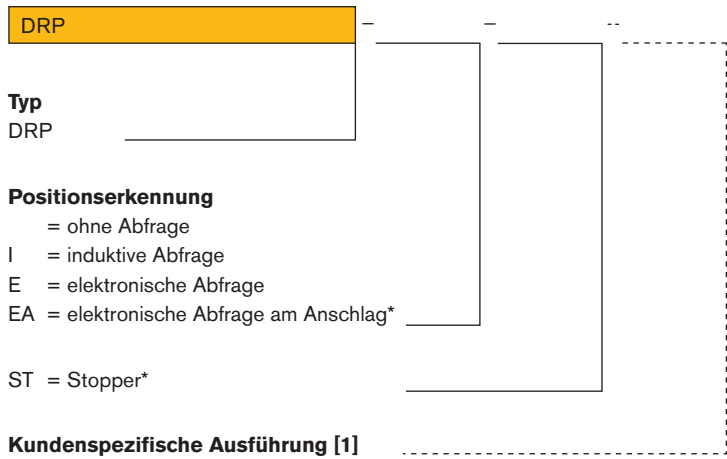 DRP – – --
Typ
DRP
Positionserkennung
= ohne Abfrage
I = induktive Abfrage
E = elektronische Abfrage
EA = elektronische Abfrage am Anschlag*
ST = Stopper*
Kundenspezifische Ausführung [1]